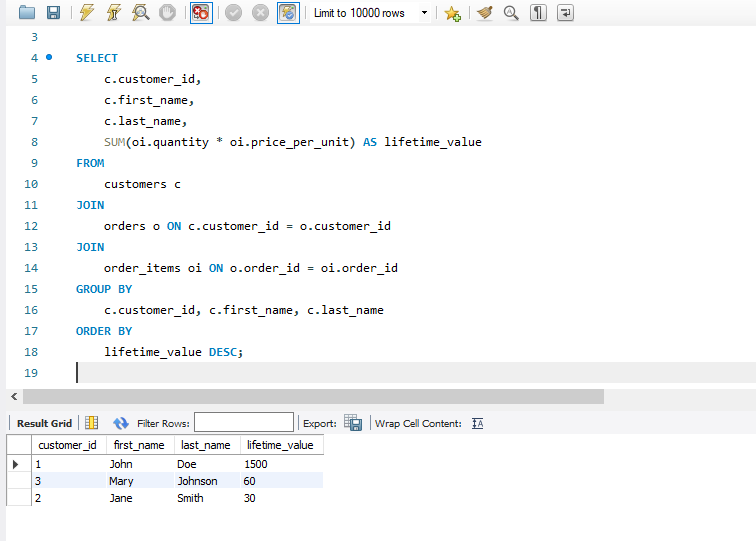 Limit to 10000 rows
3
4 SELECT
5 c.customer_id,
6 c.first_name,
7 c.last_name,
8 SUM(oi.quantity * oi.price_per_unit) AS lifetime_value
9 FROM
10 customers c
11 JOIN
12 orders o ON c.customer_id = o.customer_id
13 JOIN
14 order_items oi ON o.order_id = oi.order_id
15 GROUP BY
16 c.customer_id, c.first_name, c.last_name
17 ORDER BY
18 lifetime_value DESC;
19
Result Grid Filter Rows: Export: Wrap Cell Content: IA
customer_id first_name last_name lifetime_value
1 John Doe 1500
3 Mary Johnson 60
2 Jane Smith 30